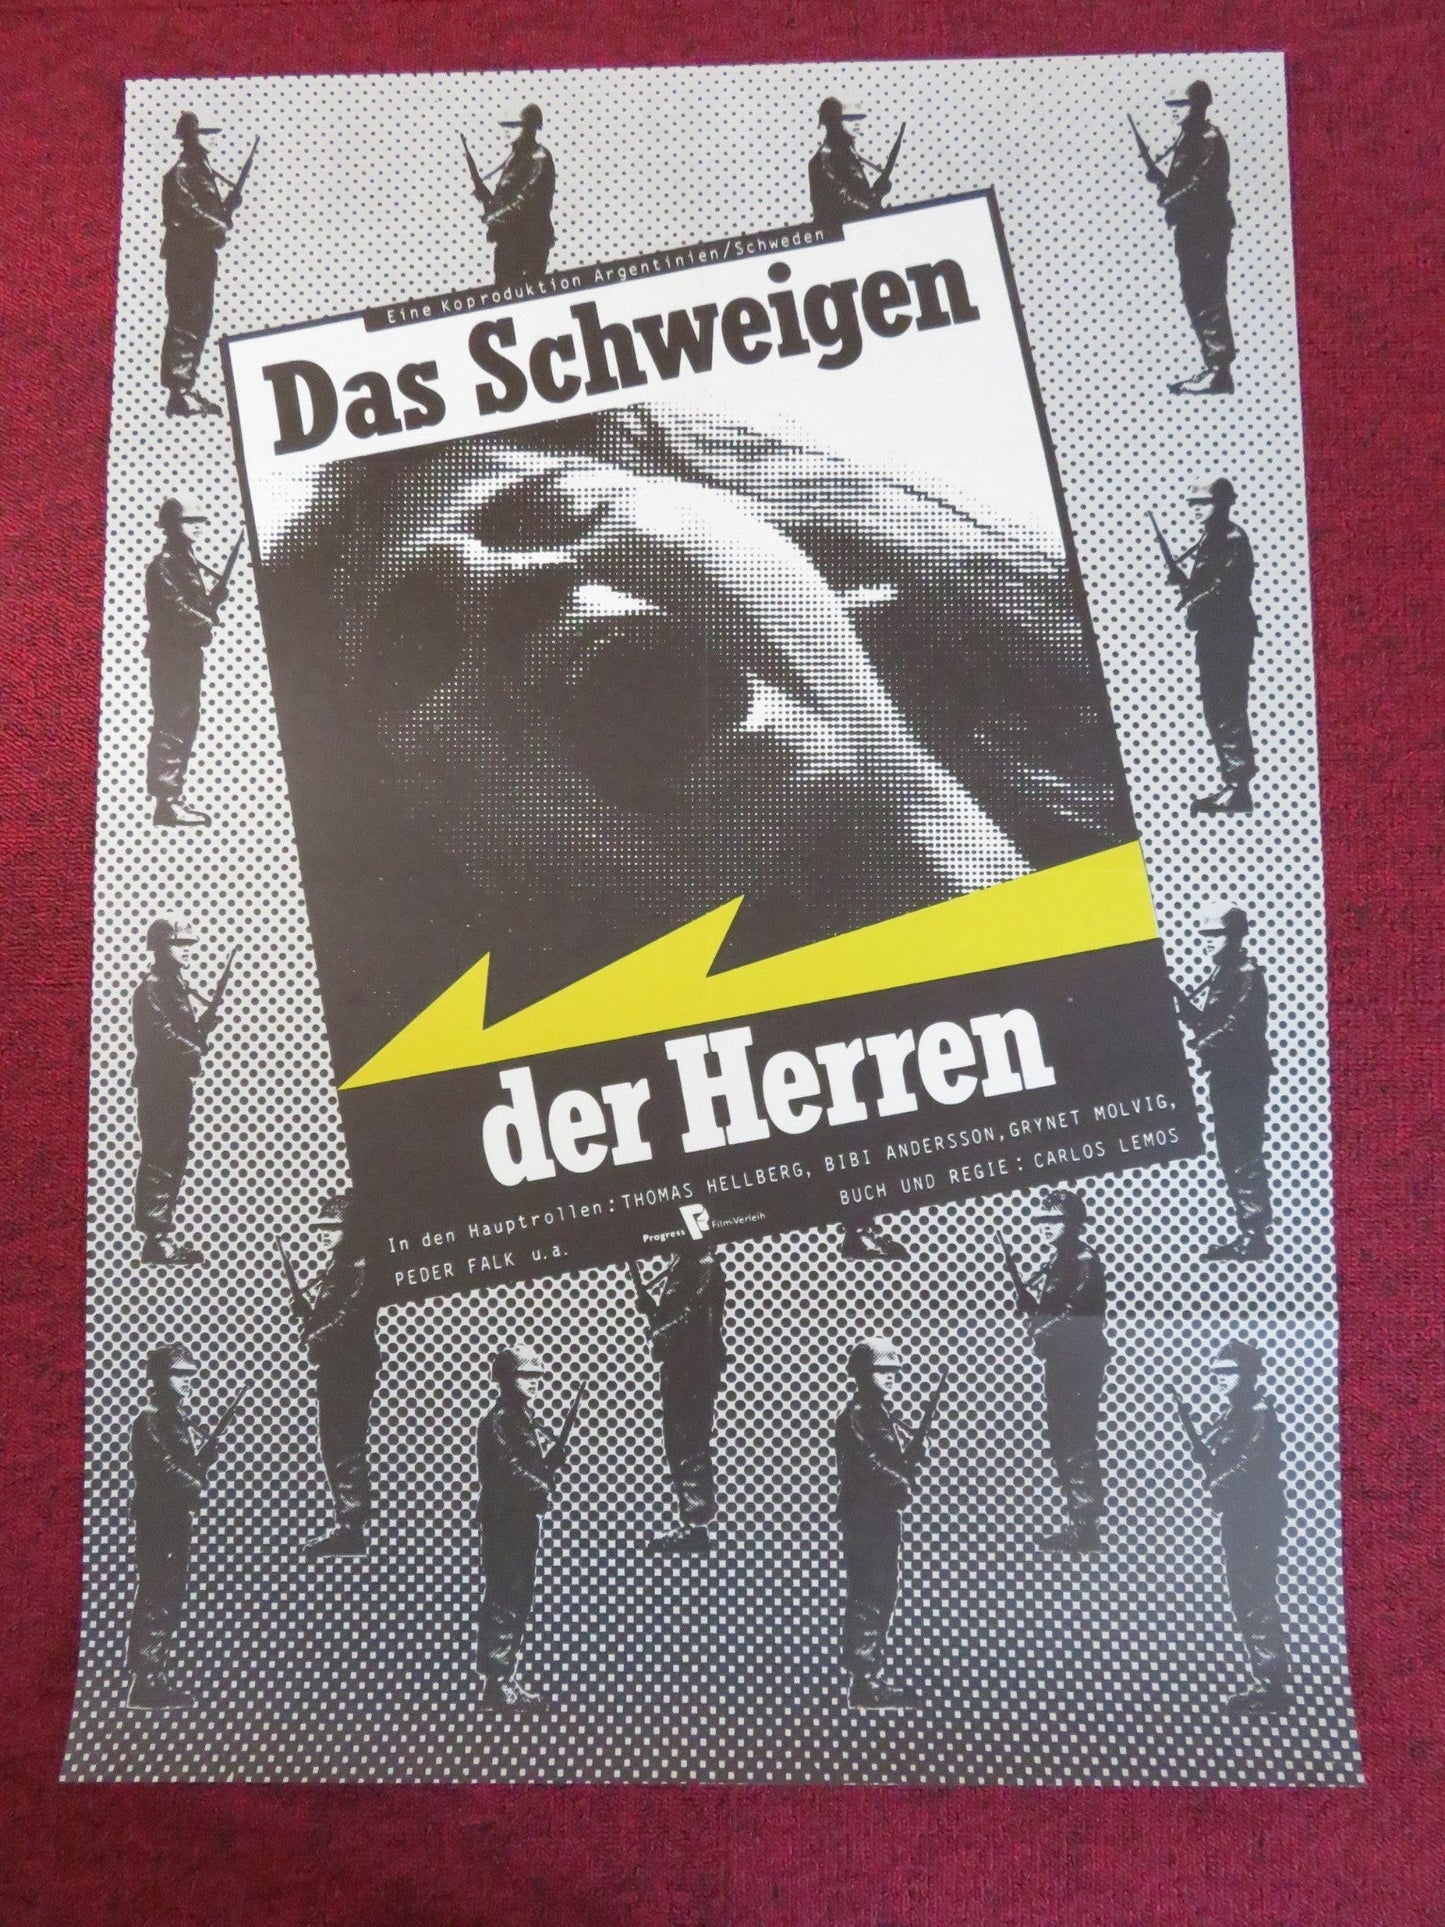 Eine Koproduktion Argentinien/Schweden
Das Schweigen
der Herren
In den Hauptrollen: THOMAS HELLBERG, BIBI ANDERSSON, GRYNET MOLVIG,
PEDER FALK u.a.
Progress Film-Verleih
BUCH UND REGIE: CARLOS LEMOS